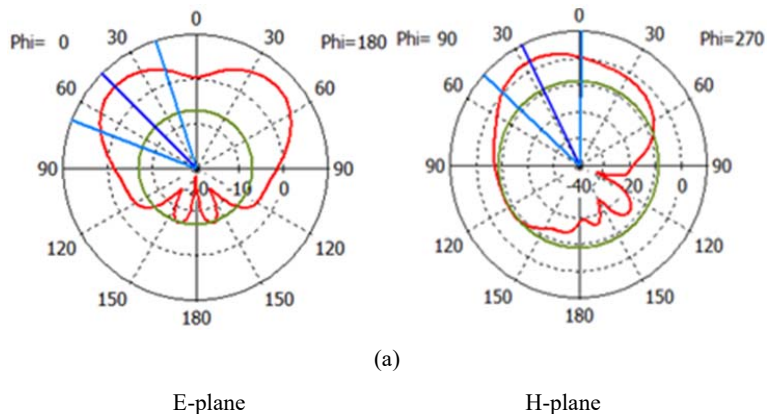 0 0
Phi= 0 30 30 Phi=180 Phi= 90 30 30 Phi=270
60 60 60 60
90 -20 -10 0 90 90 -40 -20 0 90
120 120 120 120
150 150 150 150
180 180
(a)
E-plane H-plane